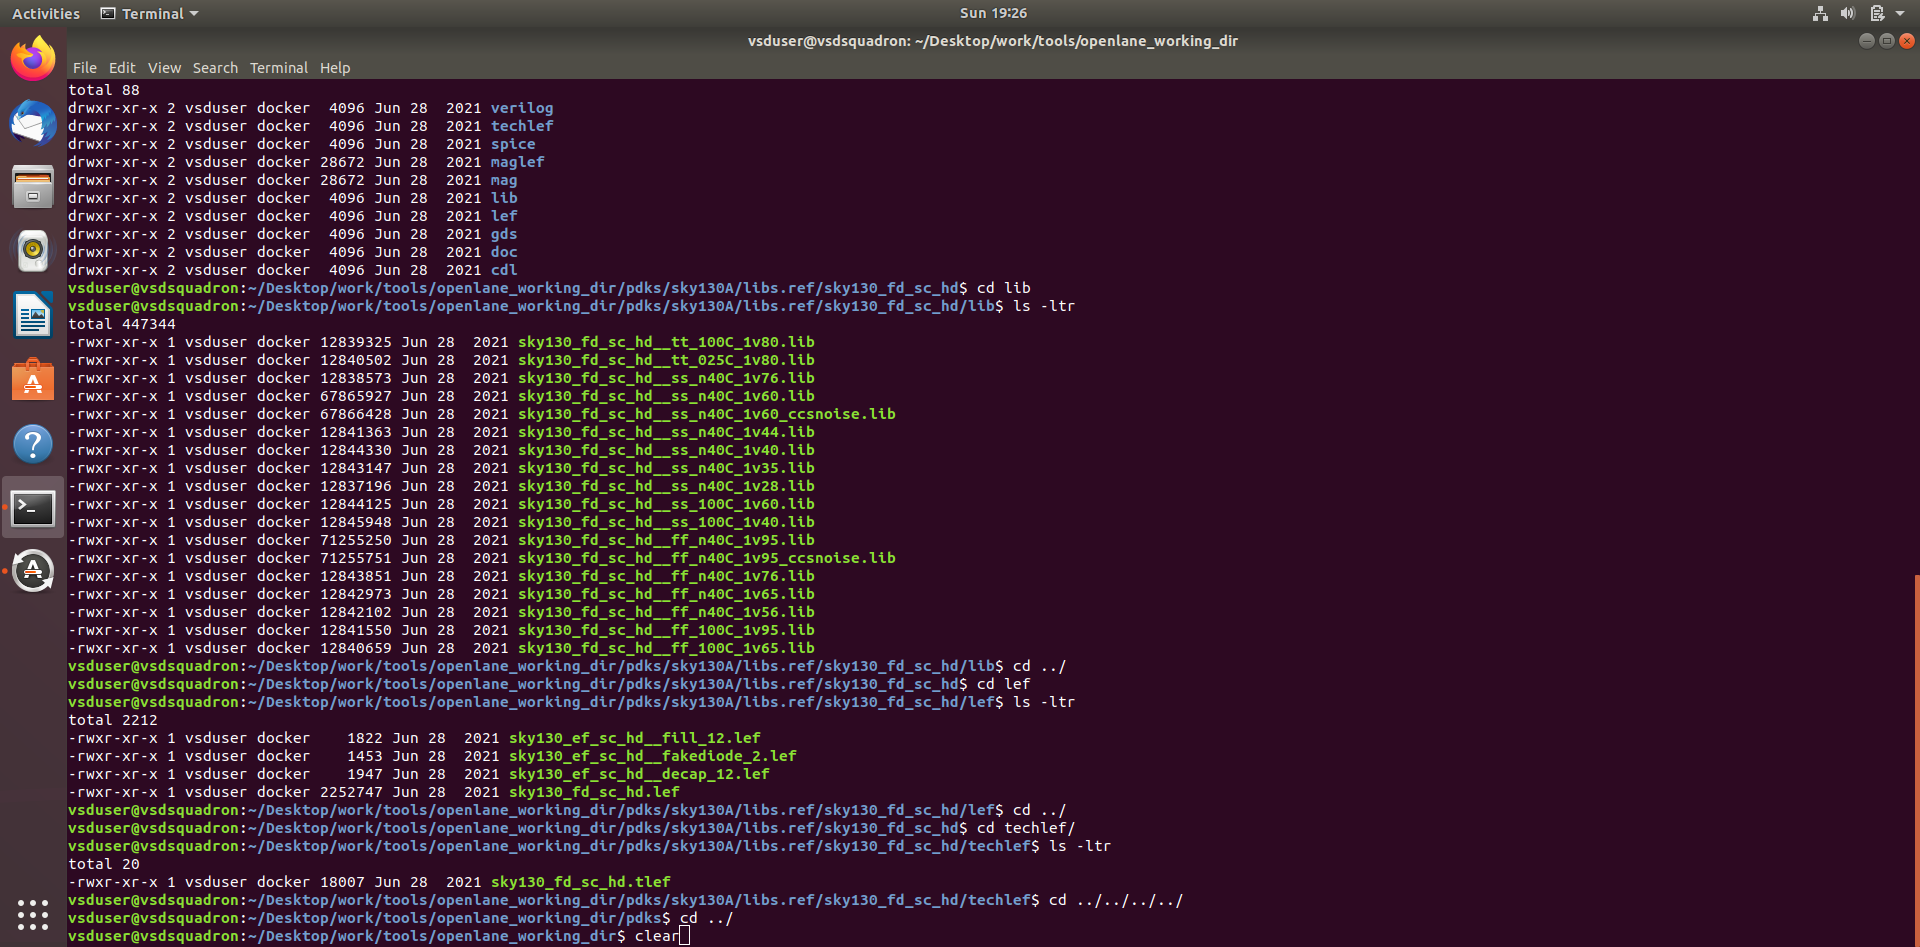 Activities Terminal Sun 19:26
vsduser@vsdsquadron: ~/Desktop/work/tools/openlane_working_dir
File Edit View Search Terminal Help
total 88
drwxr-xr-x 2 vsduser docker  4096 Jun 28  2021 verilog
drwxr-xr-x 2 vsduser docker  4096 Jun 28  2021 techlef
drwxr-xr-x 2 vsduser docker  4096 Jun 28  2021 spice
drwxr-xr-x 2 vsduser docker 28672 Jun 28  2021 maglef
drwxr-xr-x 2 vsduser docker 28672 Jun 28  2021 mag
drwxr-xr-x 2 vsduser docker  4096 Jun 28  2021 lib
drwxr-xr-x 2 vsduser docker  4096 Jun 28  2021 lef
drwxr-xr-x 2 vsduser docker  4096 Jun 28  2021 gds
drwxr-xr-x 2 vsduser docker  4096 Jun 28  2021 doc
drwxr-xr-x 2 vsduser docker  4096 Jun 28  2021 cdl
vsduser@vsdsquadron:~/Desktop/work/tools/openlane_working_dir/pdks/sky130A/libs.ref/sky130_fd_sc_hd$ cd lib
vsduser@vsdsquadron:~/Desktop/work/tools/openlane_working_dir/pdks/sky130A/libs.ref/sky130_fd_sc_hd/lib$ ls -ltr
total 447344
-rwxr-xr-x 1 vsduser docker 12839325 Jun 28  2021 sky130_fd_sc_hd__tt_100C_1v80.lib
-rwxr-xr-x 1 vsduser docker 12840502 Jun 28  2021 sky130_fd_sc_hd__tt_025C_1v80.lib
-rwxr-xr-x 1 vsduser docker 12838573 Jun 28  2021 sky130_fd_sc_hd__ss_n40C_1v76.lib
-rwxr-xr-x 1 vsduser docker 67865927 Jun 28  2021 sky130_fd_sc_hd__ss_n40C_1v60.lib
-rwxr-xr-x 1 vsduser docker 67866428 Jun 28  2021 sky130_fd_sc_hd__ss_n40C_1v60_ccsnoise.lib
-rwxr-xr-x 1 vsduser docker 12841363 Jun 28  2021 sky130_fd_sc_hd__ss_n40C_1v44.lib
-rwxr-xr-x 1 vsduser docker 12844330 Jun 28  2021 sky130_fd_sc_hd__ss_n40C_1v40.lib
-rwxr-xr-x 1 vsduser docker 12843147 Jun 28  2021 sky130_fd_sc_hd__ss_n40C_1v35.lib
-rwxr-xr-x 1 vsduser docker 12837196 Jun 28  2021 sky130_fd_sc_hd__ss_n40C_1v28.lib
-rwxr-xr-x 1 vsduser docker 12844125 Jun 28  2021 sky130_fd_sc_hd__ss_100C_1v60.lib
-rwxr-xr-x 1 vsduser docker 12845948 Jun 28  2021 sky130_fd_sc_hd__ss_100C_1v40.lib
-rwxr-xr-x 1 vsduser docker 71255250 Jun 28  2021 sky130_fd_sc_hd__ff_n40C_1v95.lib
-rwxr-xr-x 1 vsduser docker 71255751 Jun 28  2021 sky130_fd_sc_hd__ff_n40C_1v95_ccsnoise.lib
-rwxr-xr-x 1 vsduser docker 12843851 Jun 28  2021 sky130_fd_sc_hd__ff_n40C_1v76.lib
-rwxr-xr-x 1 vsduser docker 12842973 Jun 28  2021 sky130_fd_sc_hd__ff_n40C_1v65.lib
-rwxr-xr-x 1 vsduser docker 12842102 Jun 28  2021 sky130_fd_sc_hd__ff_n40C_1v56.lib
-rwxr-xr-x 1 vsduser docker 12841550 Jun 28  2021 sky130_fd_sc_hd__ff_100C_1v95.lib
-rwxr-xr-x 1 vsduser docker 12840659 Jun 28  2021 sky130_fd_sc_hd__ff_100C_1v65.lib
vsduser@vsdsquadron:~/Desktop/work/tools/openlane_working_dir/pdks/sky130A/libs.ref/sky130_fd_sc_hd/lib$ cd ../
vsduser@vsdsquadron:~/Desktop/work/tools/openlane_working_dir/pdks/sky130A/libs.ref/sky130_fd_sc_hd$ cd lef
vsduser@vsdsquadron:~/Desktop/work/tools/openlane_working_dir/pdks/sky130A/libs.ref/sky130_fd_sc_hd/lef$ ls -ltr
total 2212
-rwxr-xr-x 1 vsduser docker    1822 Jun 28  2021 sky130_ef_sc_hd__fill_12.lef
-rwxr-xr-x 1 vsduser docker    1453 Jun 28  2021 sky130_ef_sc_hd__fakediode_2.lef
-rwxr-xr-x 1 vsduser docker    1947 Jun 28  2021 sky130_ef_sc_hd__decap_12.lef
-rwxr-xr-x 1 vsduser docker 2252747 Jun 28  2021 sky130_fd_sc_hd.lef
vsduser@vsdsquadron:~/Desktop/work/tools/openlane_working_dir/pdks/sky130A/libs.ref/sky130_fd_sc_hd/lef$ cd ../
vsduser@vsdsquadron:~/Desktop/work/tools/openlane_working_dir/pdks/sky130A/libs.ref/sky130_fd_sc_hd$ cd techlef/
vsduser@vsdsquadron:~/Desktop/work/tools/openlane_working_dir/pdks/sky130A/libs.ref/sky130_fd_sc_hd/techlef$ ls -ltr
total 20
-rwxr-xr-x 1 vsduser docker 18007 Jun 28  2021 sky130_fd_sc_hd.tlef
vsduser@vsdsquadron:~/Desktop/work/tools/openlane_working_dir/pdks/sky130A/libs.ref/sky130_fd_sc_hd/techlef$ cd ../../../../
vsduser@vsdsquadron:~/Desktop/work/tools/openlane_working_dir/pdks$ cd ../
vsduser@vsdsquadron:~/Desktop/work/tools/openlane_working_dir$ clear